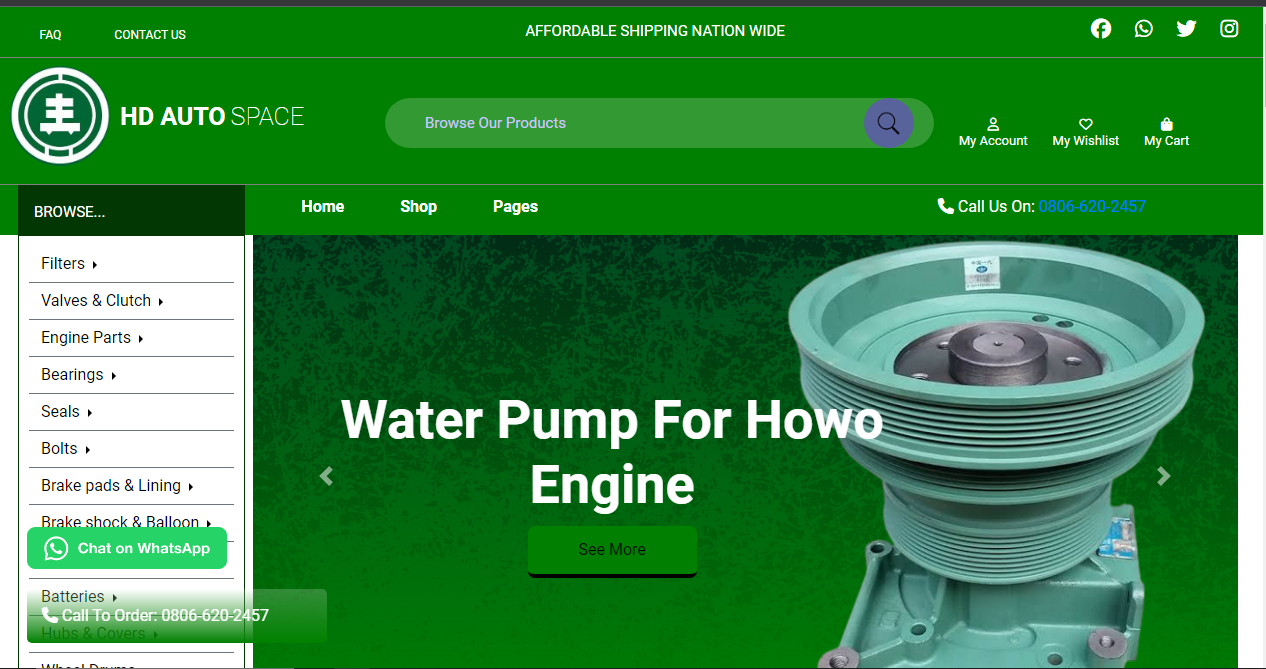 FAQ
CONTACT US
AFFORDABLE SHIPPING NATION WIDE
HD AUTO SPACE
Browse Our Products
My Account
My Wishlist
My Cart
BROWSE...
Home
Shop
Pages
Call Us On: 0806-620-2457
Filters
Valves & Clutch
Engine Parts
Bearings
Seals
Bolts
Brake pads & Lining
Brake shock & Balloon
Chat on WhatsApp
Batteries
Call To Order: 0806-620-2457
Hubs & Covers
Wheel Drums
Water Pump For Howo
Engine
See More